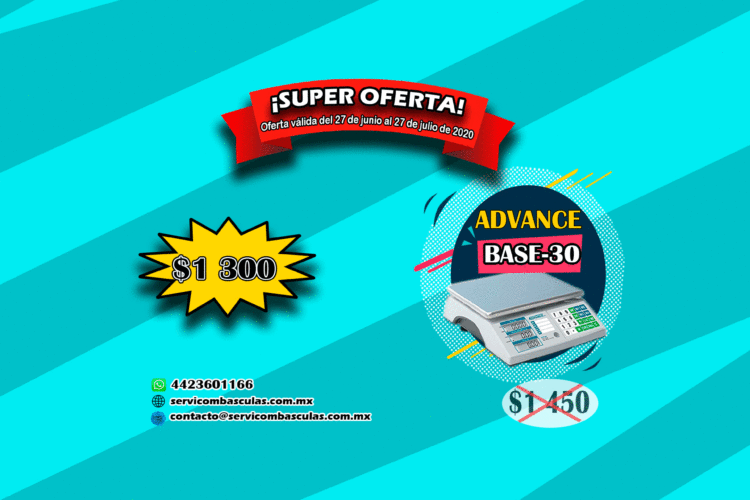 ¡SUPER OFERTA!
Oferta válida del 27 de junio al 27 de julio de 2020
ADVANCE
BASE-30
$1 300
$1 450
4423601166
servicombasculas.com.mx
contacto@servicombasculas.com.mx